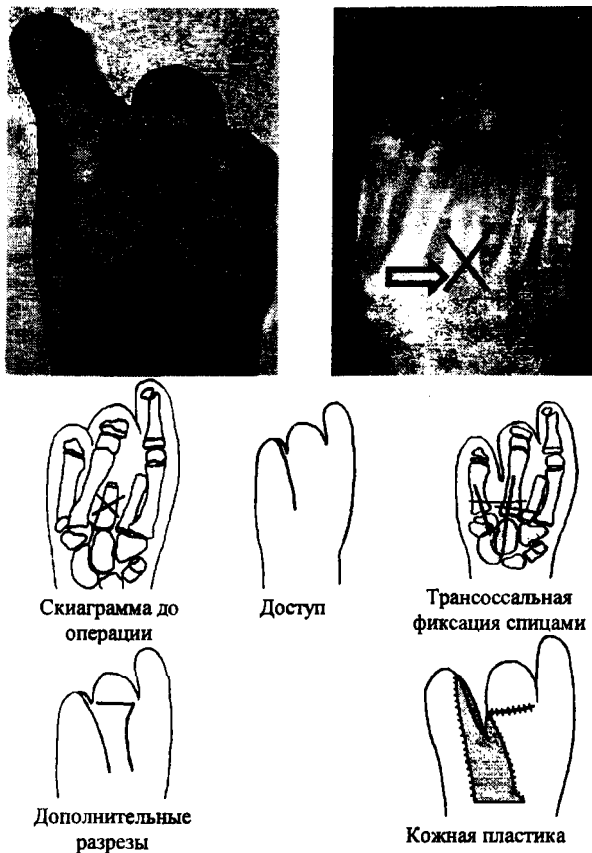 Скиаграмма до
операции
Доступ
Трансоссальная
фиксация спицами
Дополнительные
разрезы
Кожная пластика